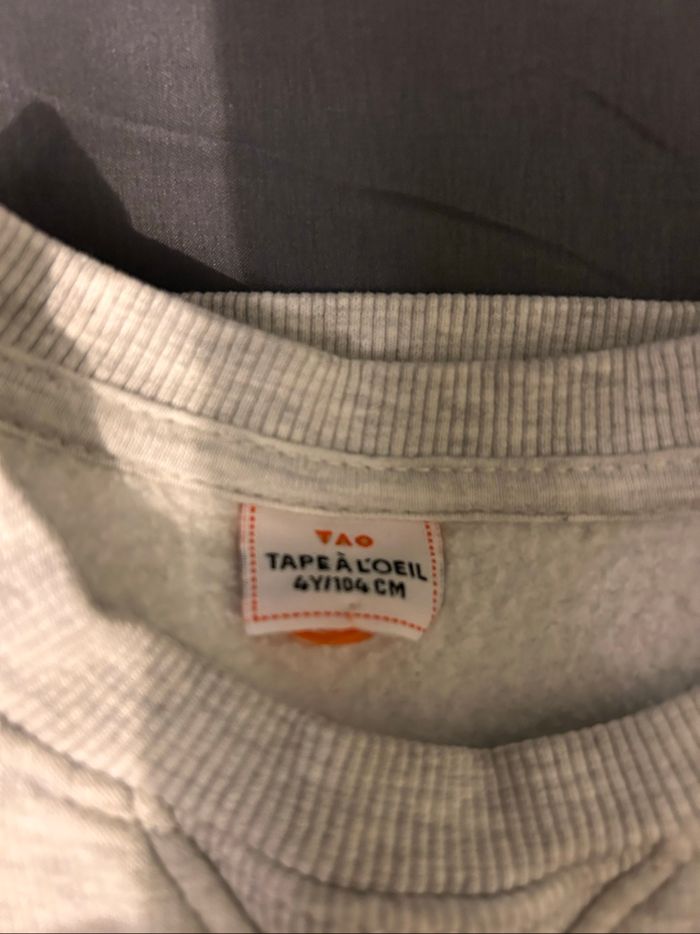 TAO
TAPE À L'OEIL
4Y/104 CM